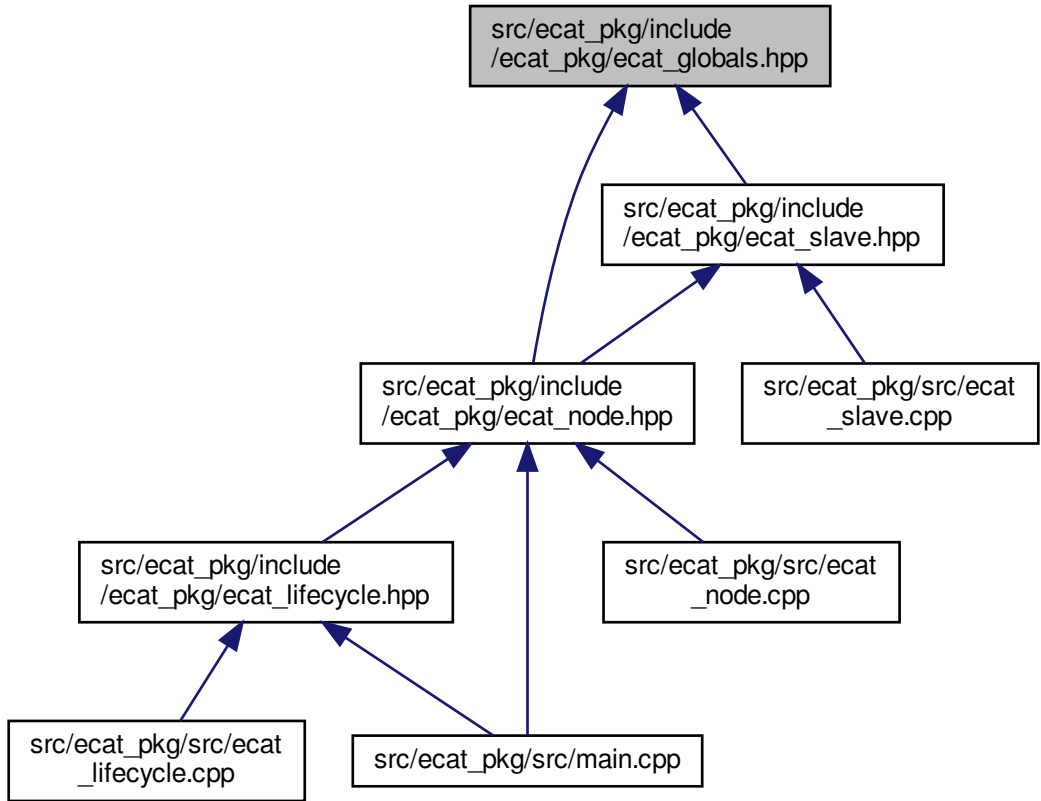 src/ecat_pkg/include
/ecat_pkg/ecat_globals.hpp
src/ecat_pkg/include
/ecat_pkg/ecat_slave.hpp
src/ecat_pkg/include
/ecat_pkg/ecat_node.hpp
src/ecat_pkg/src/ecat
_slave.cpp
src/ecat_pkg/include
/ecat_pkg/ecat_lifecycle.hpp
src/ecat_pkg/src/ecat
_node.cpp
src/ecat_pkg/src/ecat
_lifecycle.cpp
src/ecat_pkg/src/main.cpp